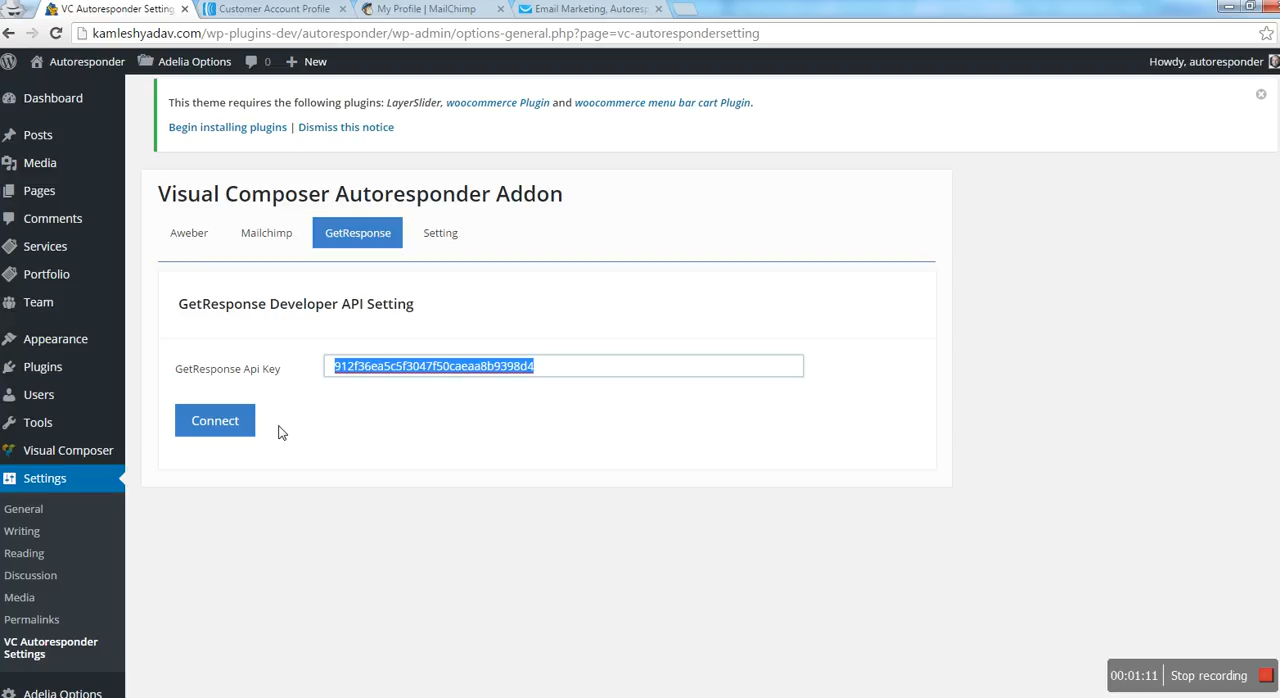 VC Autoresponder Setting
Customer Account Profile
My Profile | MailChimp
Email Marketing, Autoresp
kamleshyadav.com/wp-plugins-dev/autoresponder/wp-admin/options-general.php?page=vc-autorespondersetting
Autoresponder
Adelia Options
0
New
Howdy, autoresponder
Dashboard
Posts
Media
Pages
Comments
Services
Portfolio
Team
Appearance
Plugins
Users
Tools
Visual Composer
Settings
General
Writing
Reading
Discussion
Media
Permalinks
VC Autoresponder
Settings
Adelia Options
This theme requires the following plugins: LayerSlider, woocommerce Plugin and woocommerce menu bar cart Plugin.
Begin installing plugins | Dismiss this notice
Visual Composer Autoresponder Addon
Aweber
Mailchimp
GetResponse
Setting
GetResponse Developer API Setting
GetResponse Api Key
912f36ea5c5f3047f50caeaa8b9398d4
Connect
00:01:11
Stop recording